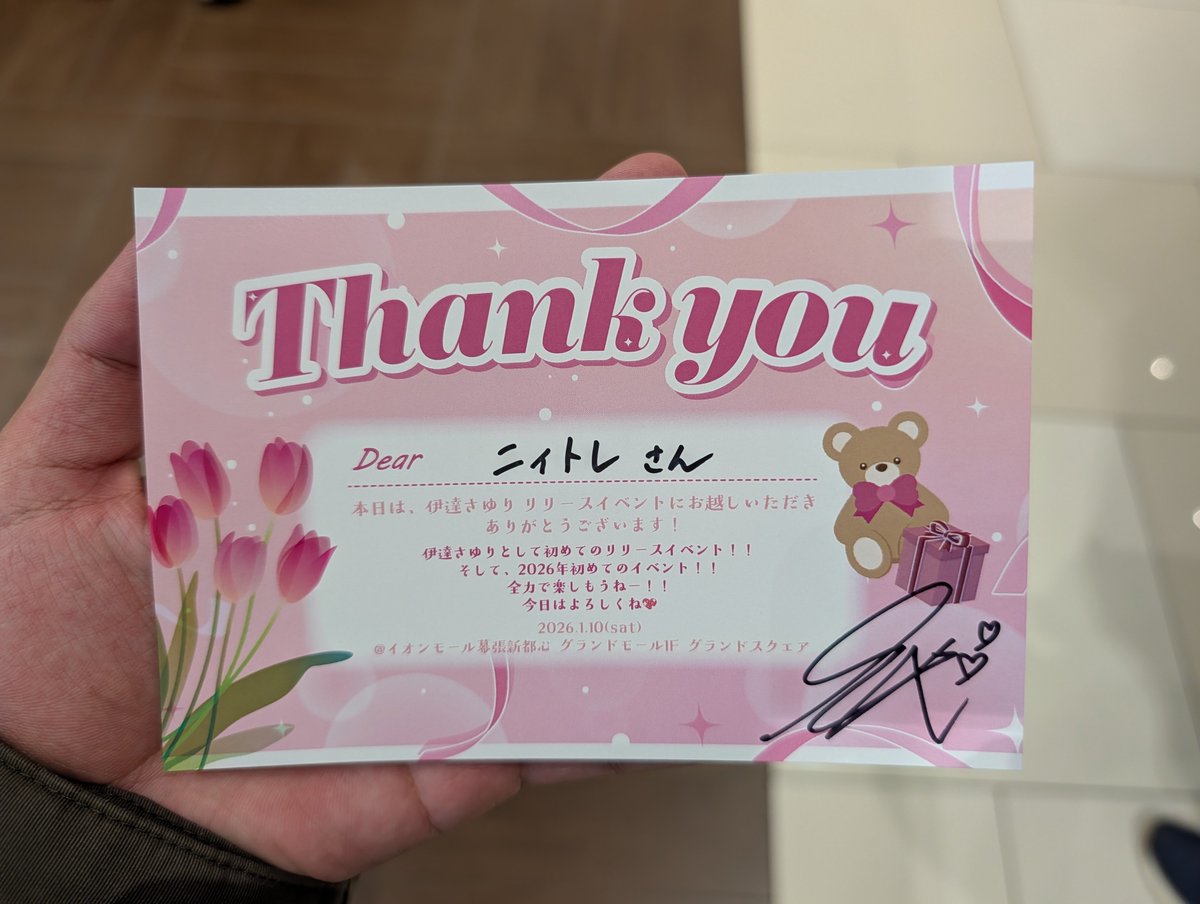 Thank you
Dear ニィトレ さん
本日は、伊達さゆり リリースイベントにお越しいただき
ありがとうございます！
伊達さゆりとして初めてのリリースイベント！！
そして、2026年初めてのイベント！！
全力で楽しもうねー！！
今日はよろしくね💖
2026.1.10(sat)
@イオンモール幕張新都心 グランドモール1F グランドスクエア